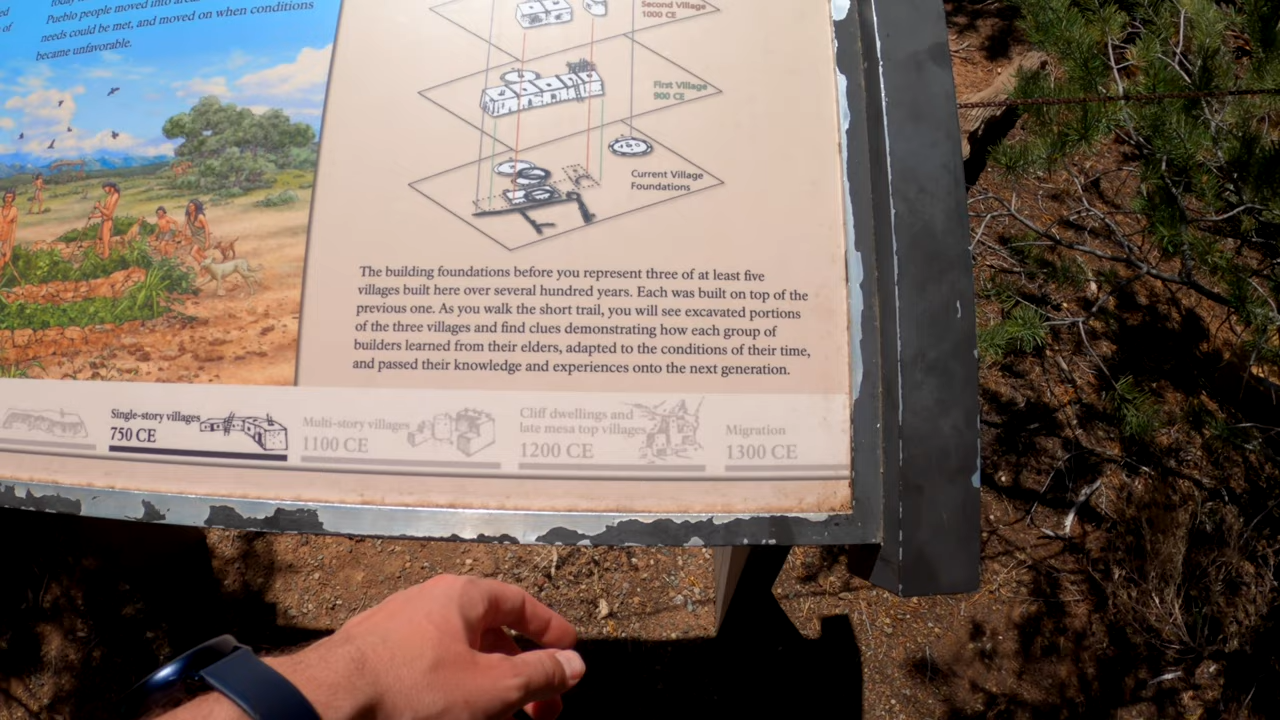 of
Pueblo people moved into
needs could be met, and moved on when conditions
became unfavorable.
Second Village
1000 CE
First Village
900 CE
Current Village
Foundations
The building foundations before you represent three of at least five
villages built here over several hundred years. Each was built on top of the
previous one. As you walk the short trail, you will see excavated portions
of the three villages and find clues demonstrating how each group of
builders learned from their elders, adapted to the conditions of their time,
and passed their knowledge and experiences onto the next generation.
Single-story villages
750 CE
Multi-story villages
1100 CE
Cliff dwellings and
late mesa top villages
1200 CE
Migration
1300 CE